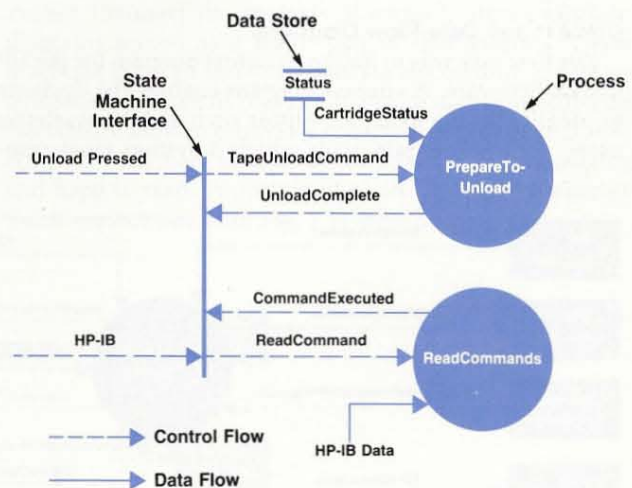 Data Store
State
Machine
Interface
Status
Process
CartridgeStatus
Unload Pressed
TapeUnloadCommand
PrepareTo-
Unload
UnloadComplete
CommandExecuted
HP-IB
ReadCommand
ReadCommands
HP-IB Data
Control Flow
Data Flow